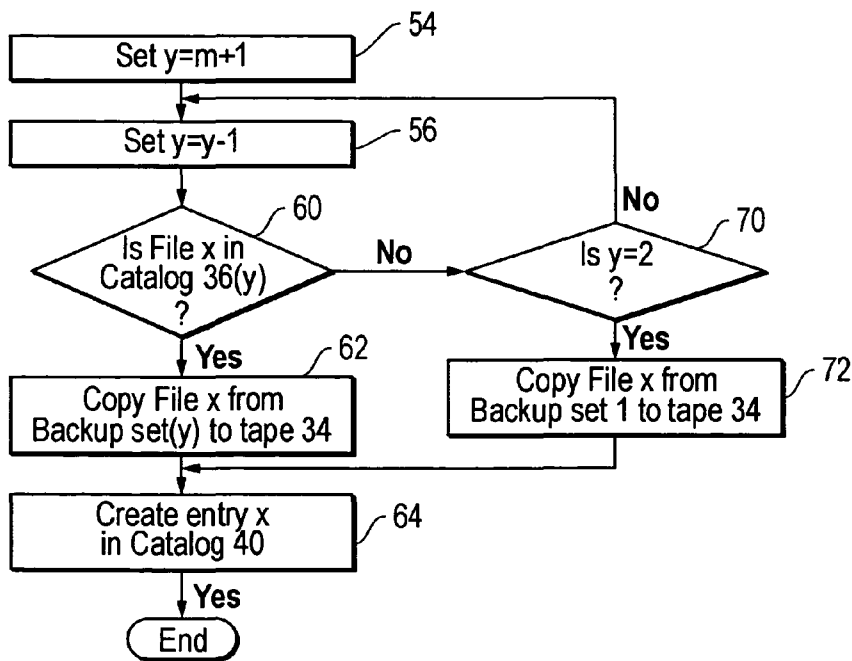 54
Set y=m+1
56
Set y=y-1
60
Is File x in
Catalog 36(y)
?
No
No
70
Is y=2
?
Yes
Yes
62
Copy File x from
Backup set(y) to tape 34
Copy File x from
Backup set 1 to tape 34
72
Create entry x
in Catalog 40
64
Yes
End